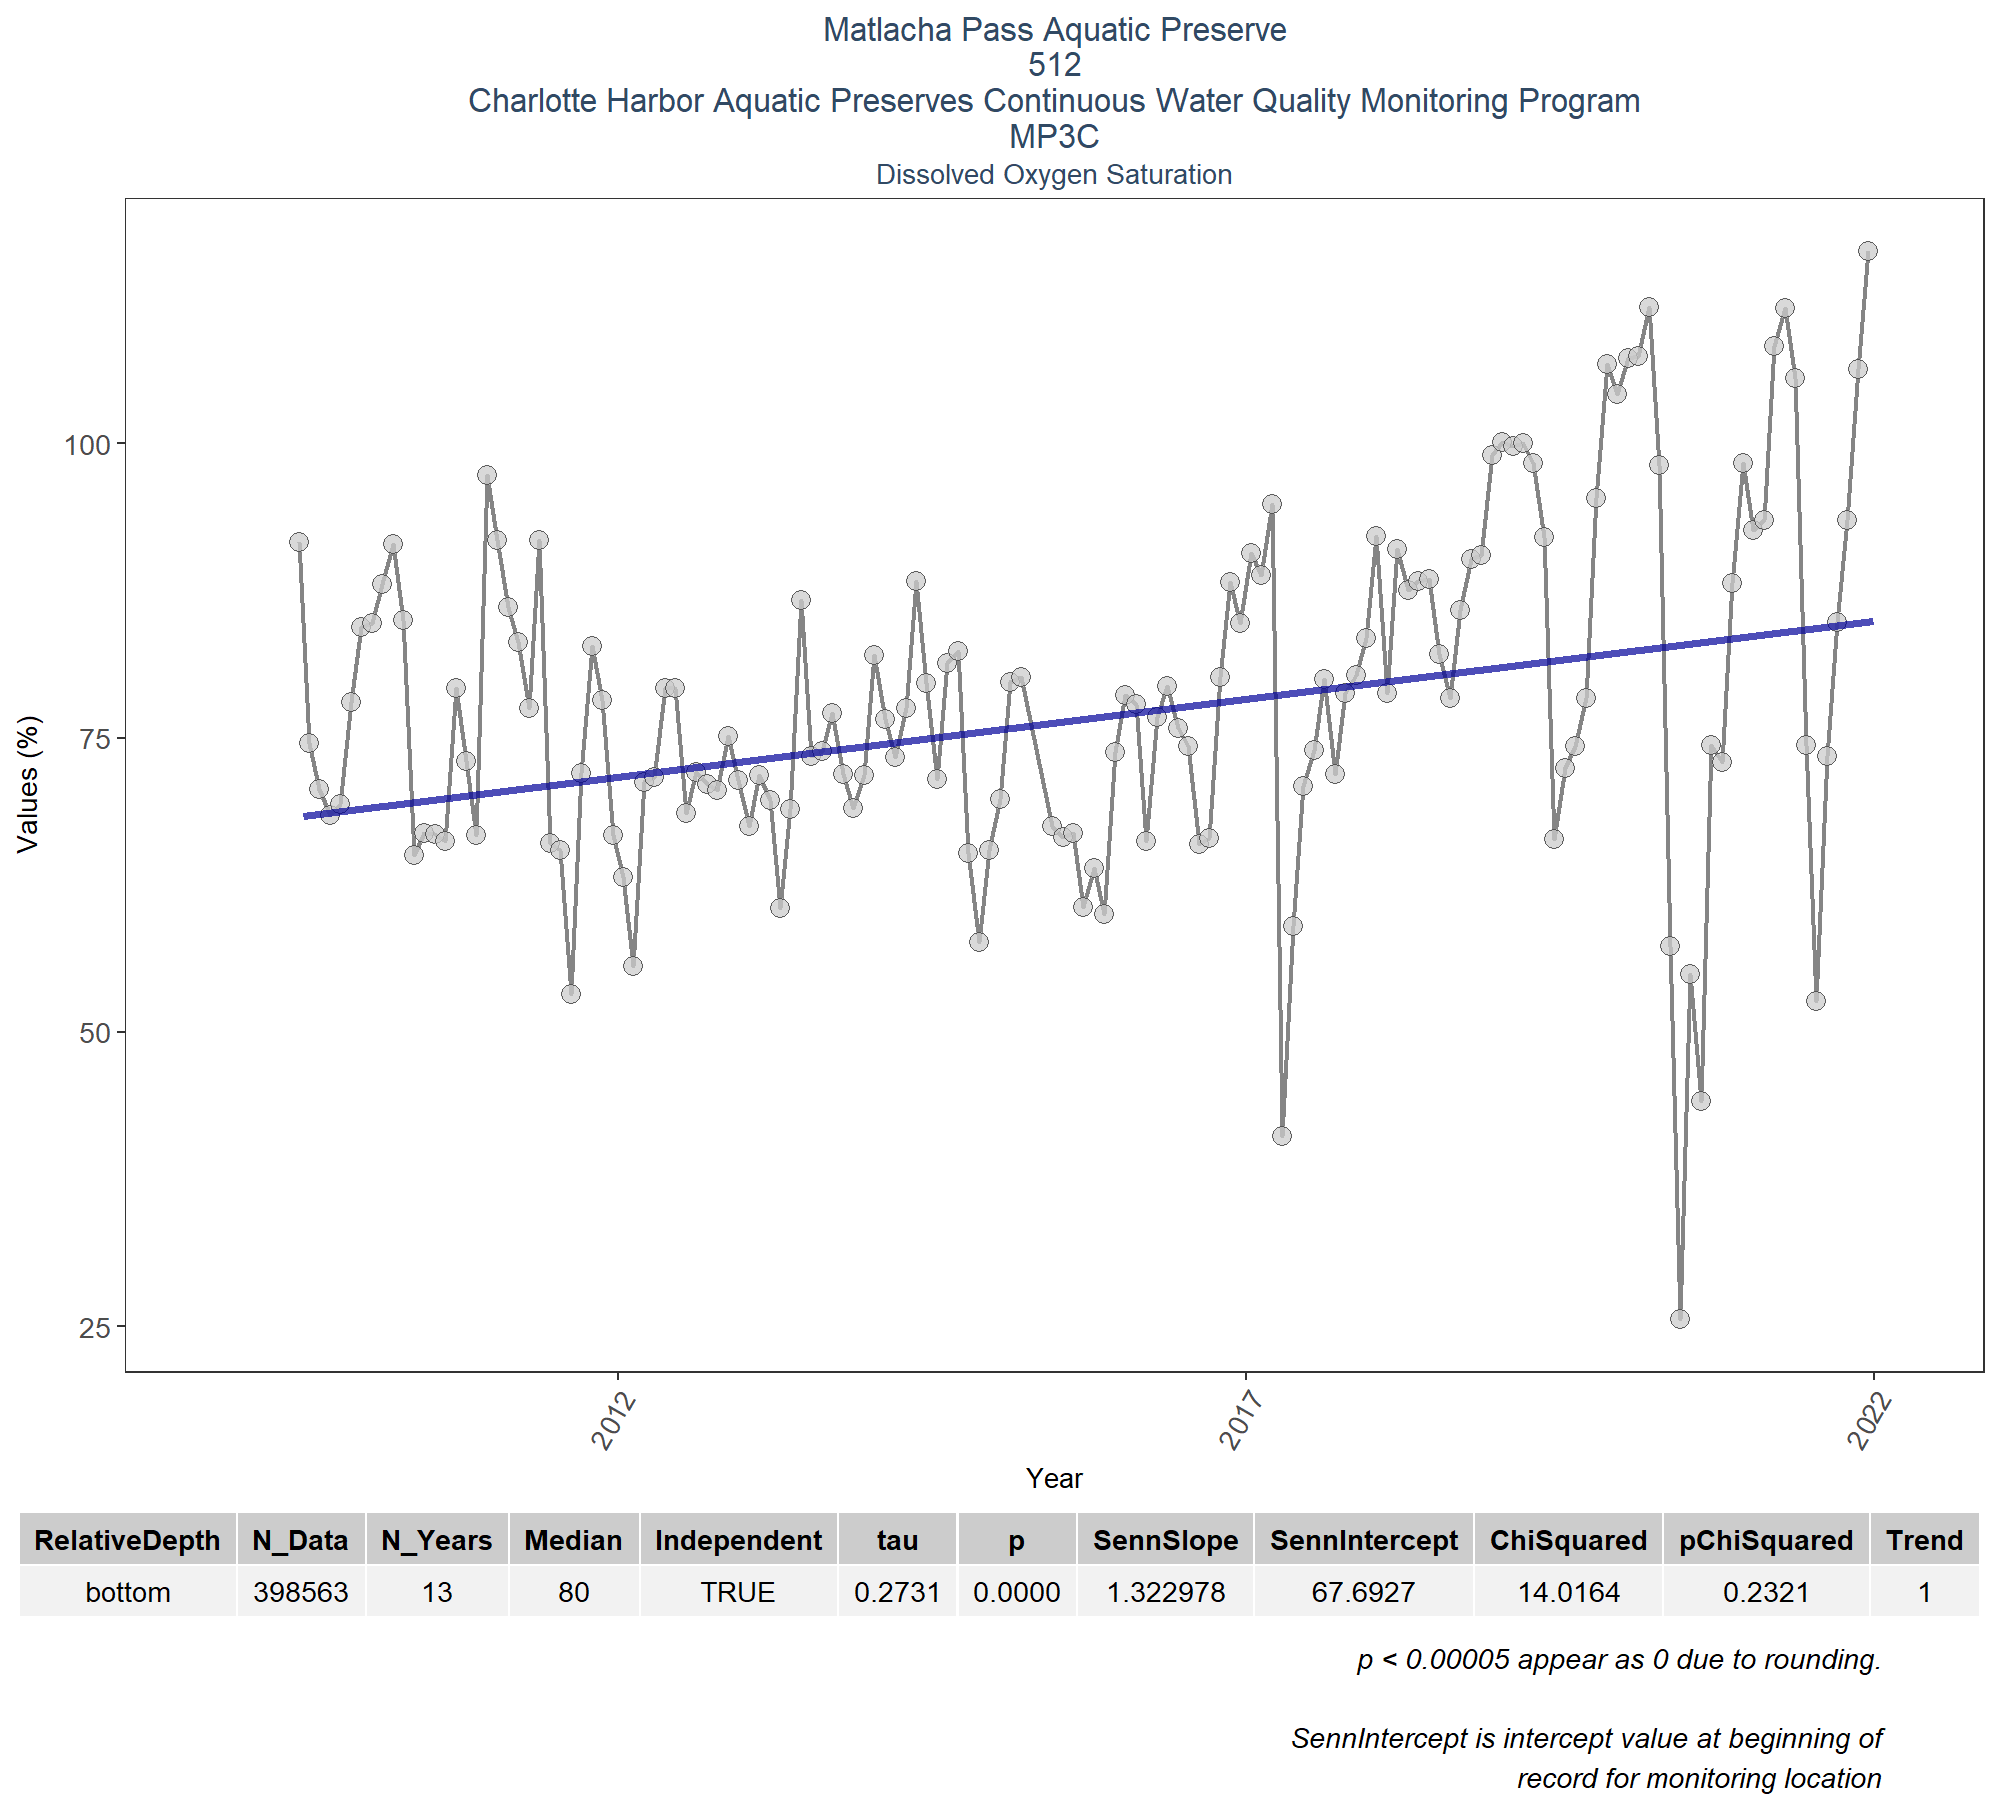 Matlacha Pass Aquatic Preserve
512
Charlotte Harbor Aquatic Preserves Continuous Water Quality Monitoring Program
MP3C
Dissolved Oxygen Saturation
Values (%)
100
75
50
25
2012
2017
2022
Year
RelativeDepth N_Data N_Years Median Independent tau p SennSlope SennIntercept ChiSquared pChiSquared Trend
bottom 398563 13 80 TRUE 0.2731 0.0000 1.322978 67.6927 14.0164 0.2321 1
p < 0.00005 appear as 0 due to rounding.
SennIntercept is intercept value at beginning of
record for monitoring location